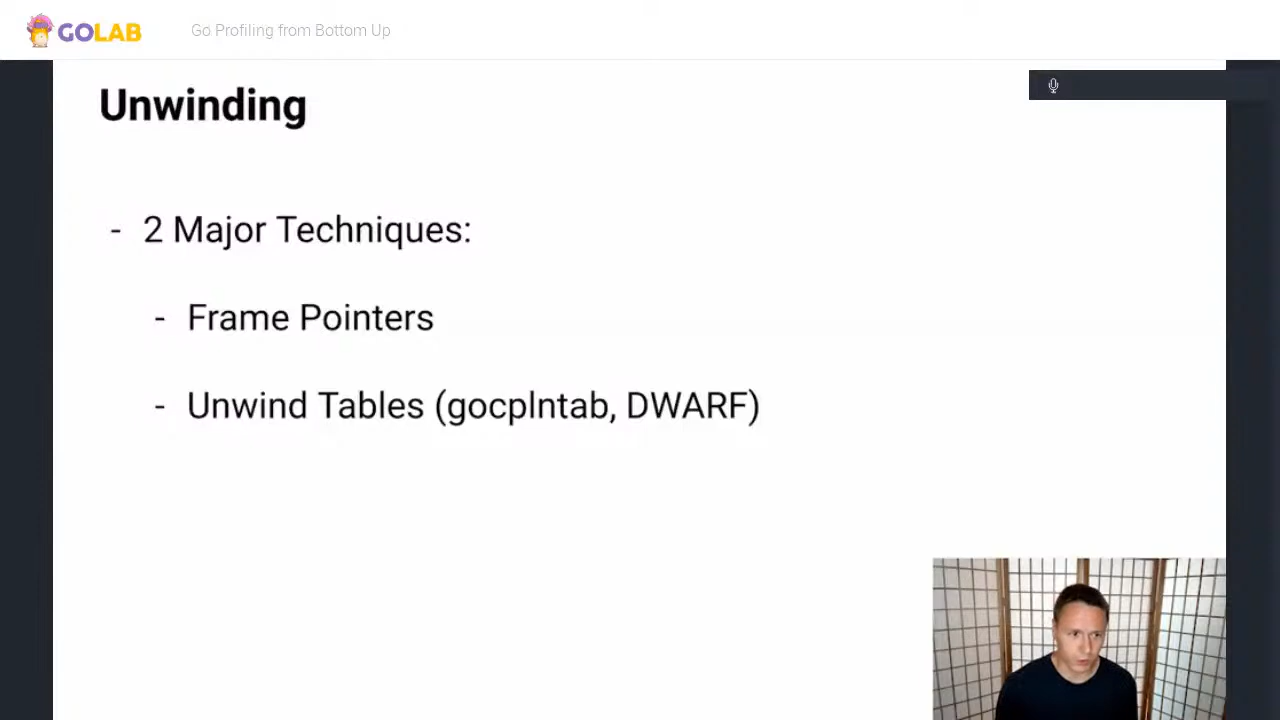 GOLAB
Go Profiling from Bottom Up
Unwinding
- 2 Major Techniques:
- Frame Pointers
- Unwind Tables (gocplntab, DWARF)